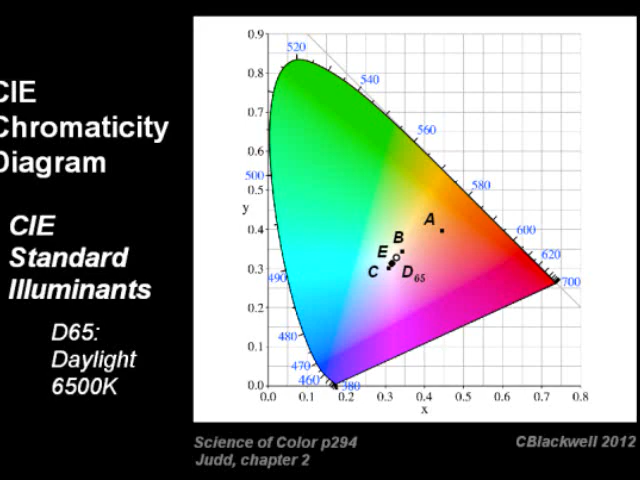 CIE
Chromaticity
Diagram
CIE
Standard
Illuminants
D65:
Daylight
6500K
0.9
0.8
0.7
0.6
0.5
0.4
0.3
0.2
0.1
0.0
y
0.0 0.1 0.2 0.3 0.4 0.5 0.6 0.7 0.8
x
520
540
560
580
600
620
700
500
490
480
470
460
380
A
B
E
C
D65
Science of Color p294
Judd, chapter 2
CBlackwell 2012